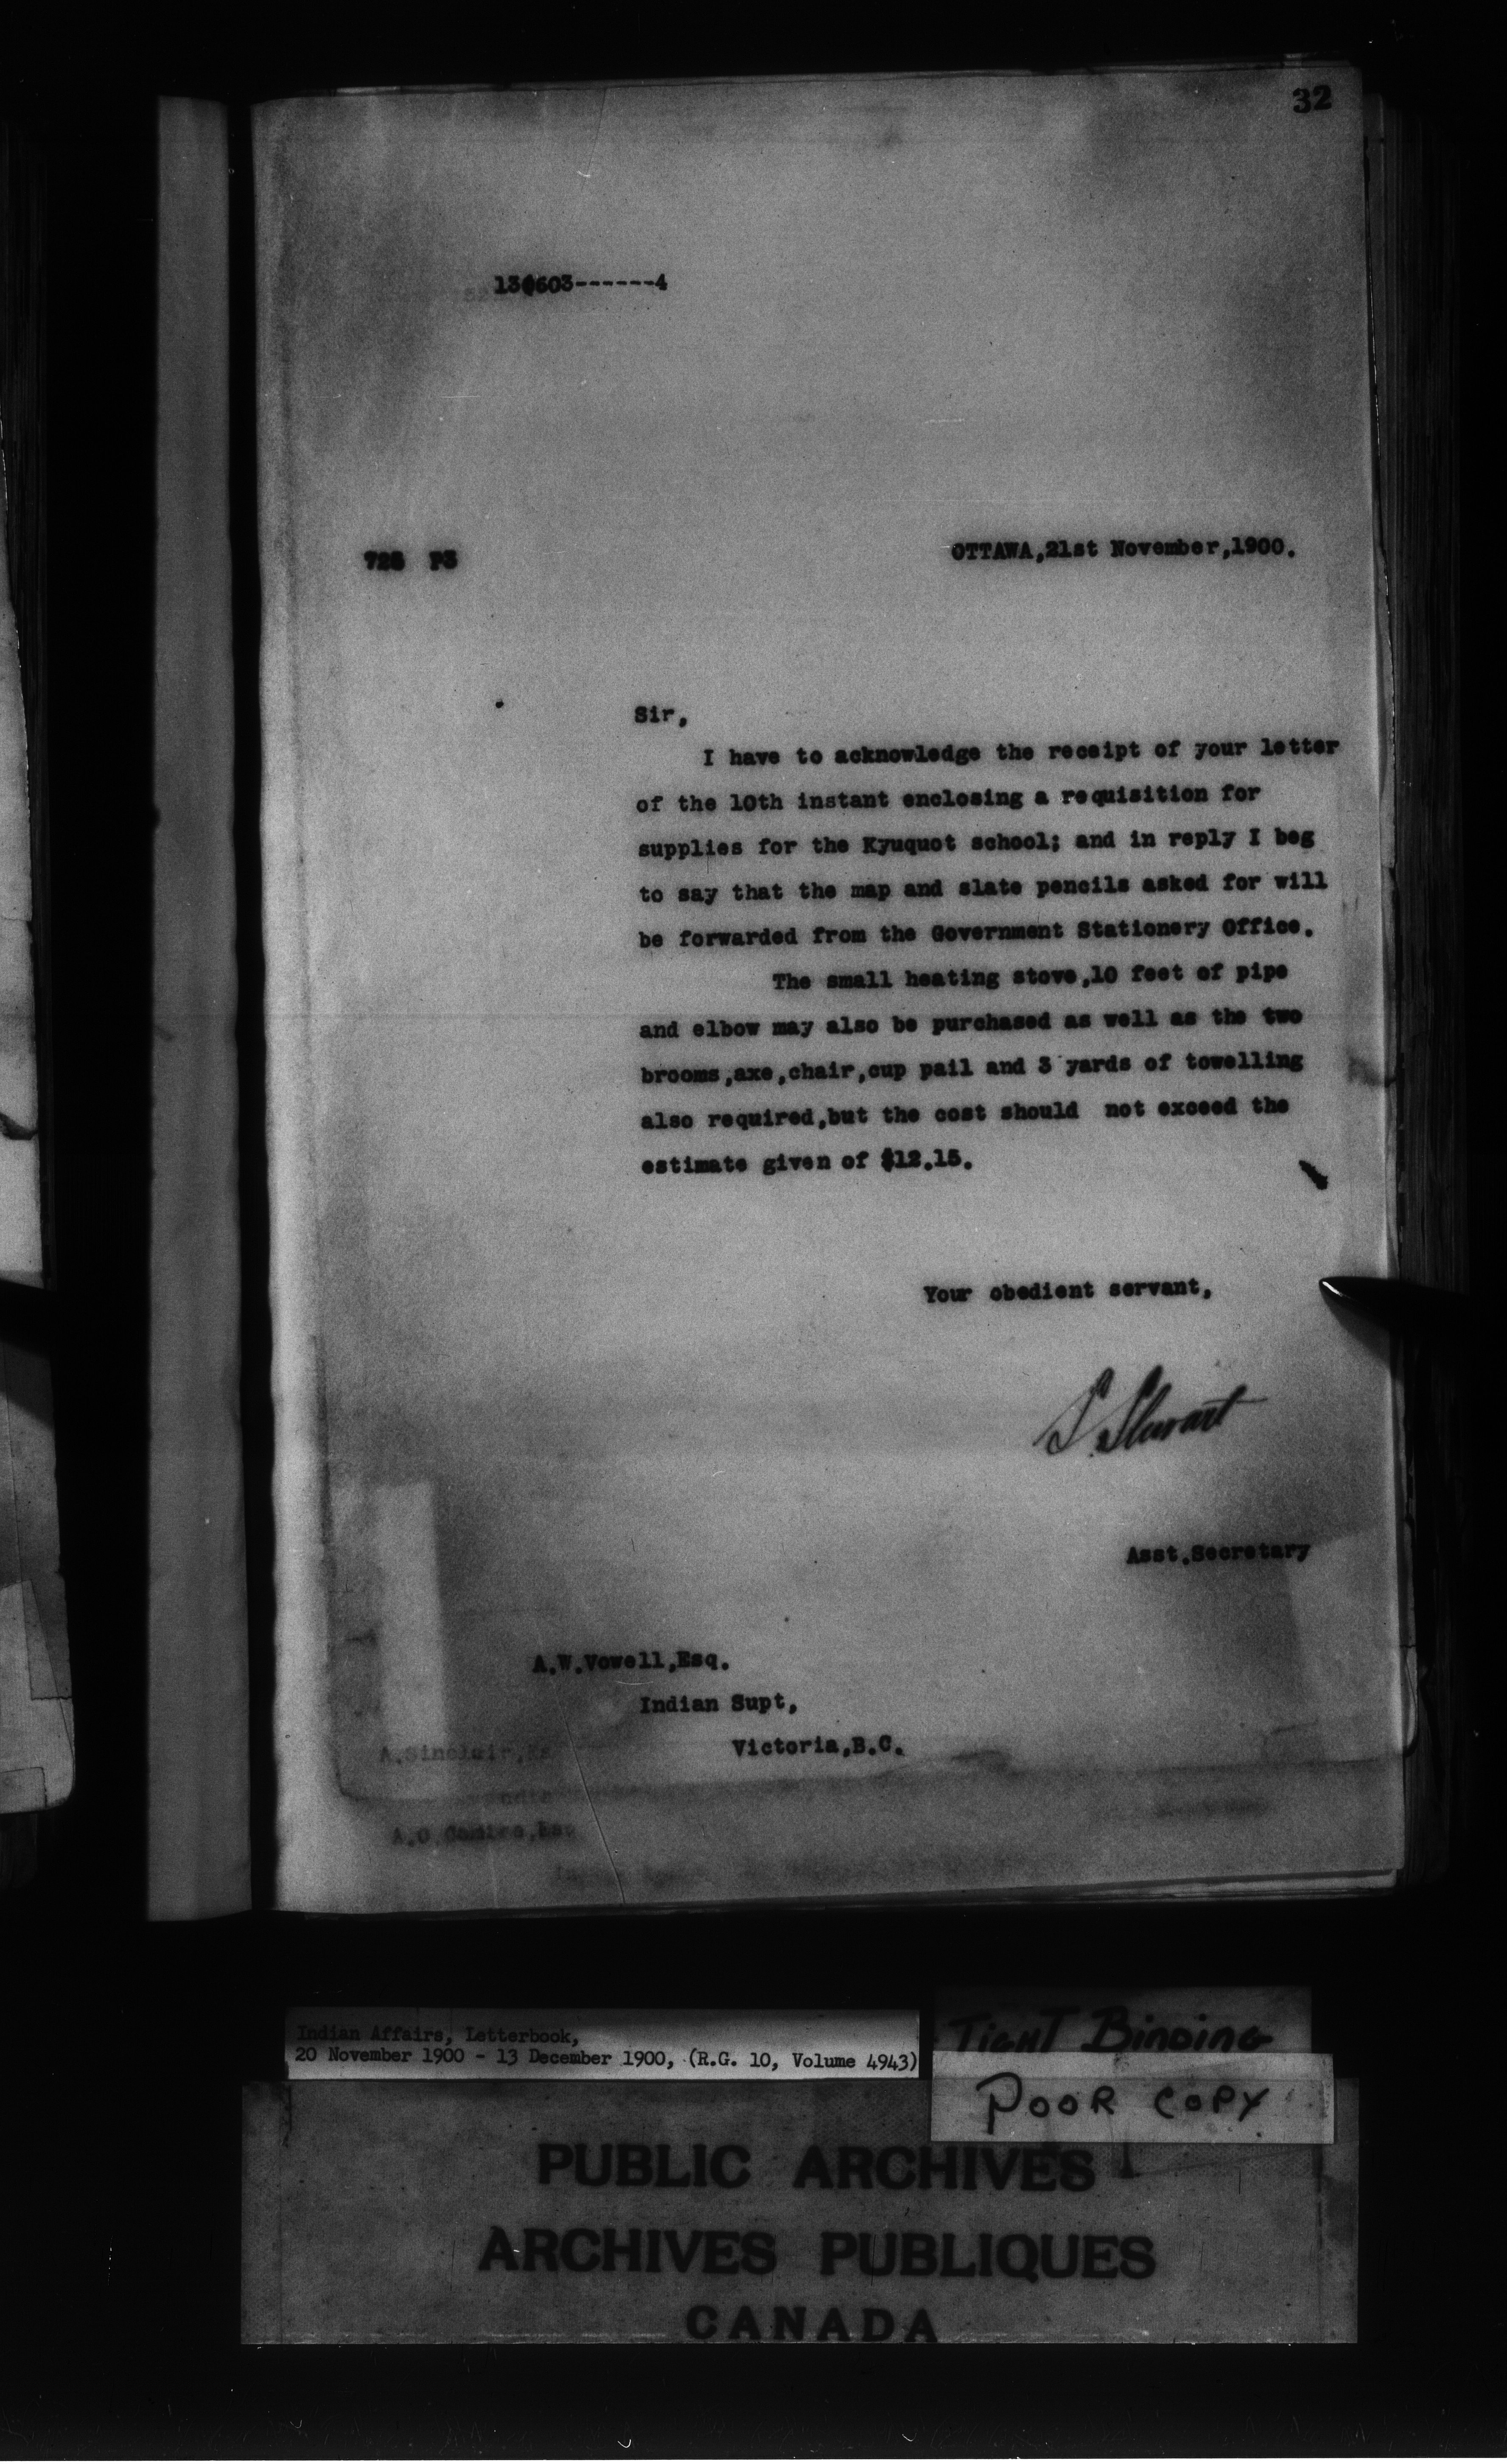 32
OTTAWA,21st November,1900.
Sir,
I have to acknowledge the receipt of your letter
of the 10th instant enclosing a requisition for
supplies for the Kyuquot school; and in reply I beg
to say that the map and slate pencils asked for will
be forwarded from the Government Stationery Office.
The small heating stove,10 feet of pipe
and elbow may also be purchased as well as the two
brooms,axe,chair,cup pail and 3 yards of towelling
also required,but the cost should not exceed the
estimate given of $12.15.
Your obedient servant,
S. Stewart
Asst.Secretary
A.W.Vowell,Esq.
Indian Supt,
Victoria,B.C.
A.Sinclair,
Indian Affairs, Letterbook,
20 November 1900 - 13 December 1900, (R.G. 10, Volume 4943)
TIGHT BINDING
POOR COPY
PUBLIC ARCHIVES
ARCHIVES PUBLIQUES
CANADA